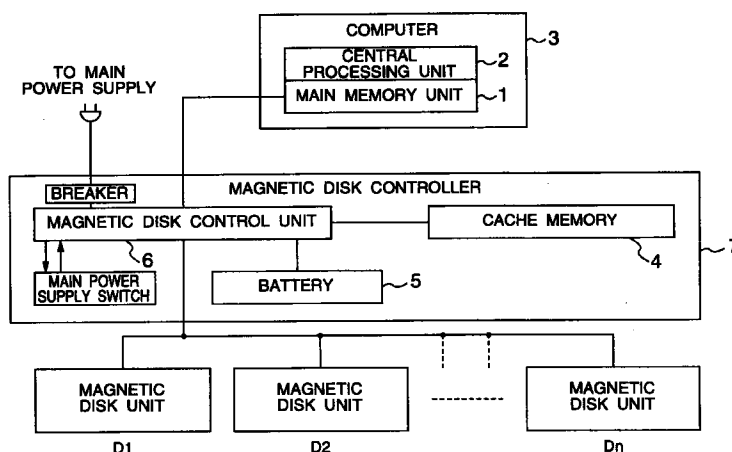 COMPUTER
3
CENTRAL
PROCESSING UNIT
2
MAIN MEMORY UNIT
1
TO MAIN
POWER SUPPLY
BREAKER
MAGNETIC DISK CONTROLLER
MAGNETIC DISK CONTROL UNIT
6
CACHE MEMORY
4
7
MAIN POWER
SUPPLY SWITCH
BATTERY
5
MAGNETIC
DISK UNIT
D1
MAGNETIC
DISK UNIT
D2
MAGNETIC
DISK UNIT
Dn